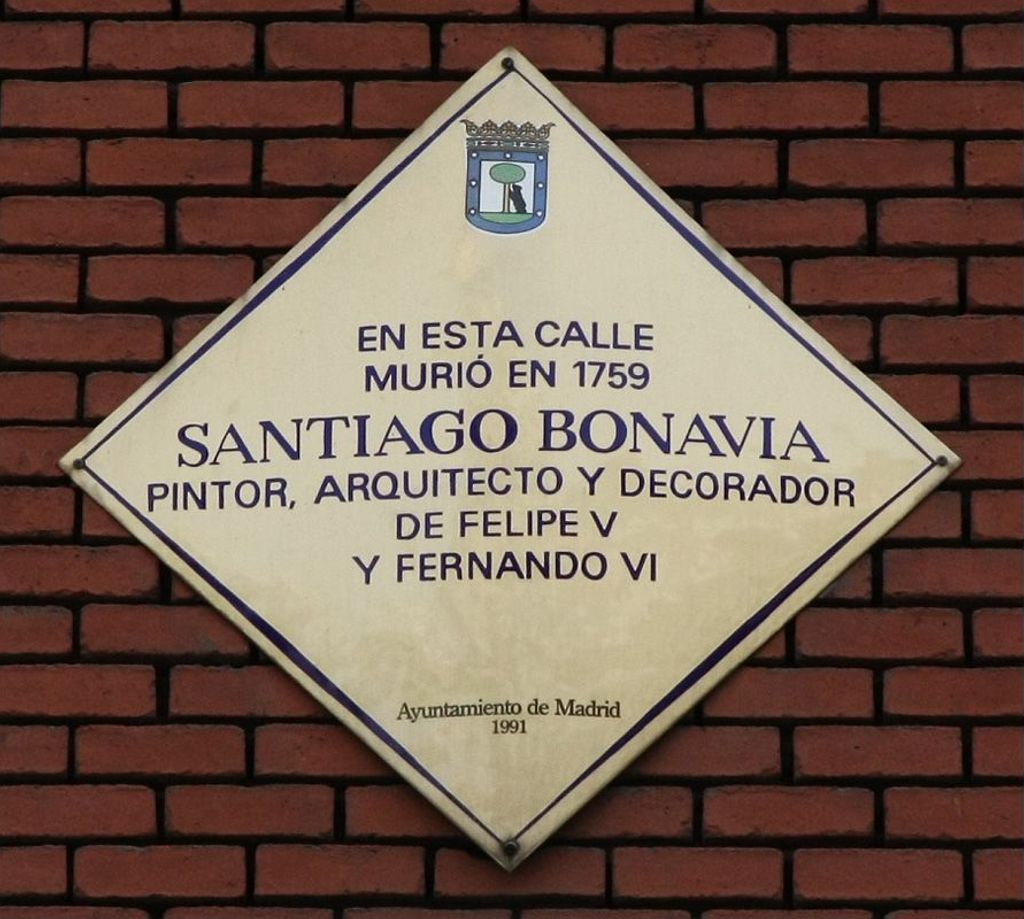 EN ESTA CALLE
MURIÓ EN 1759
SANTIAGO BONAVIA
PINTOR, ARQUITECTO Y DECORADOR
DE FELIPE V
Y FERNANDO VI
Ayuntamiento de Madrid
1991